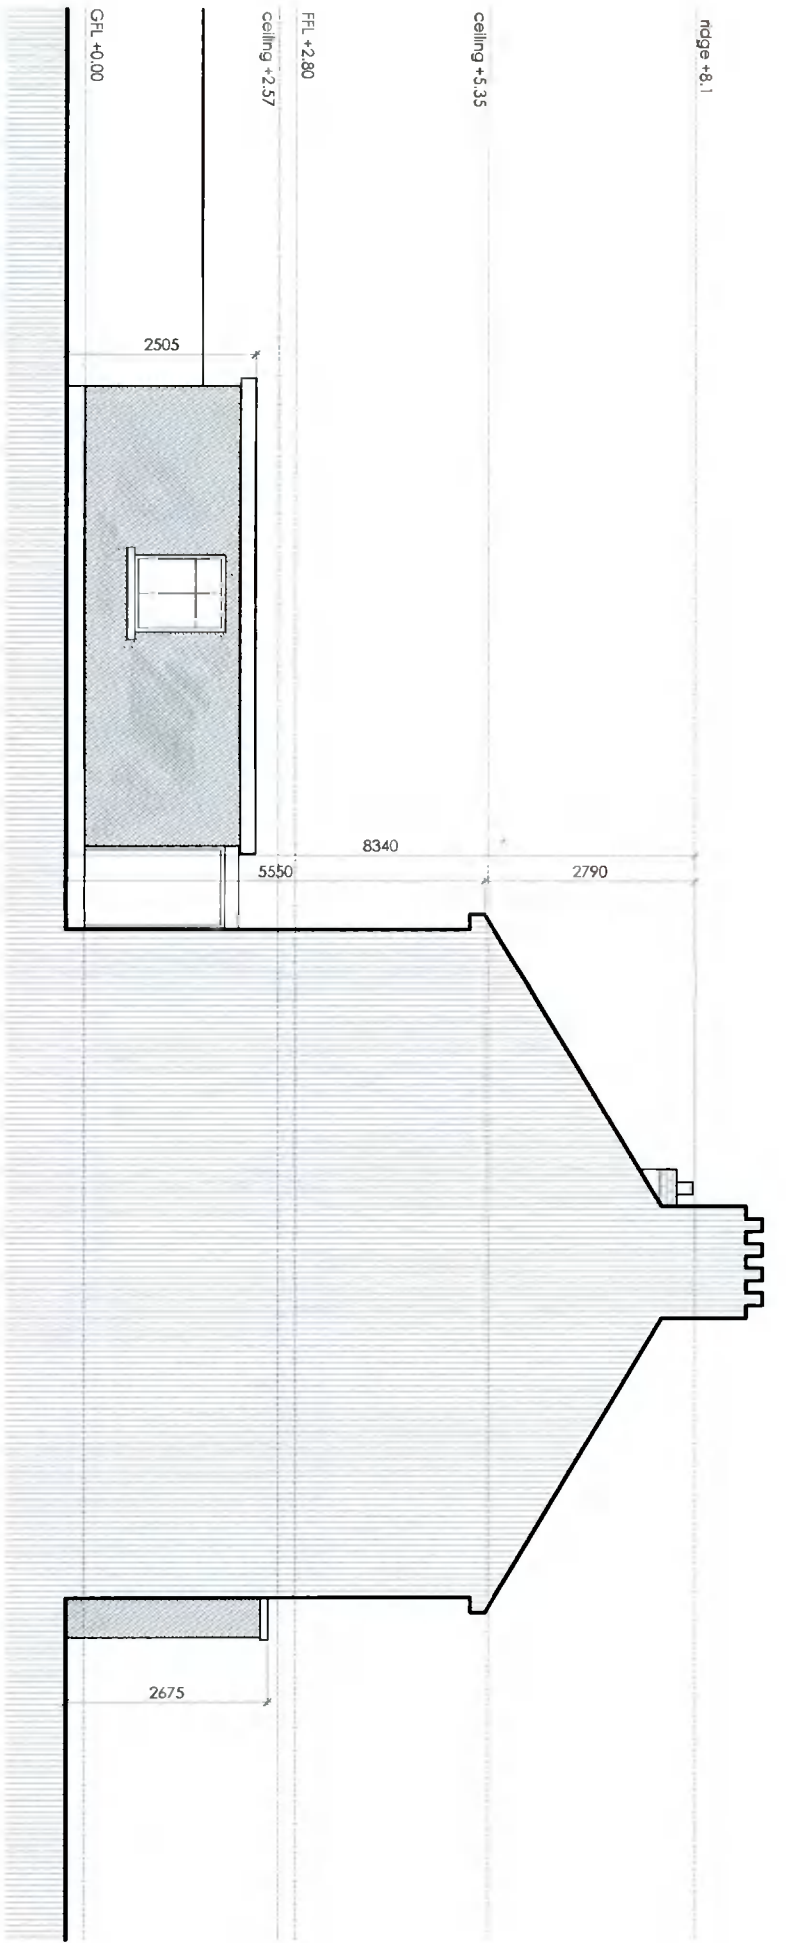 ridge +8.1
ceiling +5.35
FFL +2.80
ceiling +2.57
GFL +0.00
2505
8340
5550
2790
2675